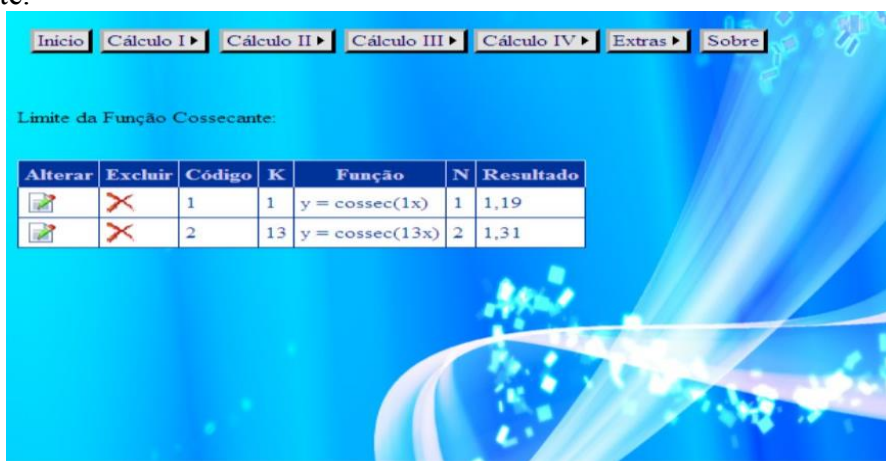 Inicio Cálculo I Cálculo II Cálculo III Cálculo IV Extras Sobre
Limite da Função Cossecante:
Alterar Excluir Código K Função N Resultado
1 1 y = cossec(1x) 1 1,19
2 13 y = cossec(13x) 2 1,31